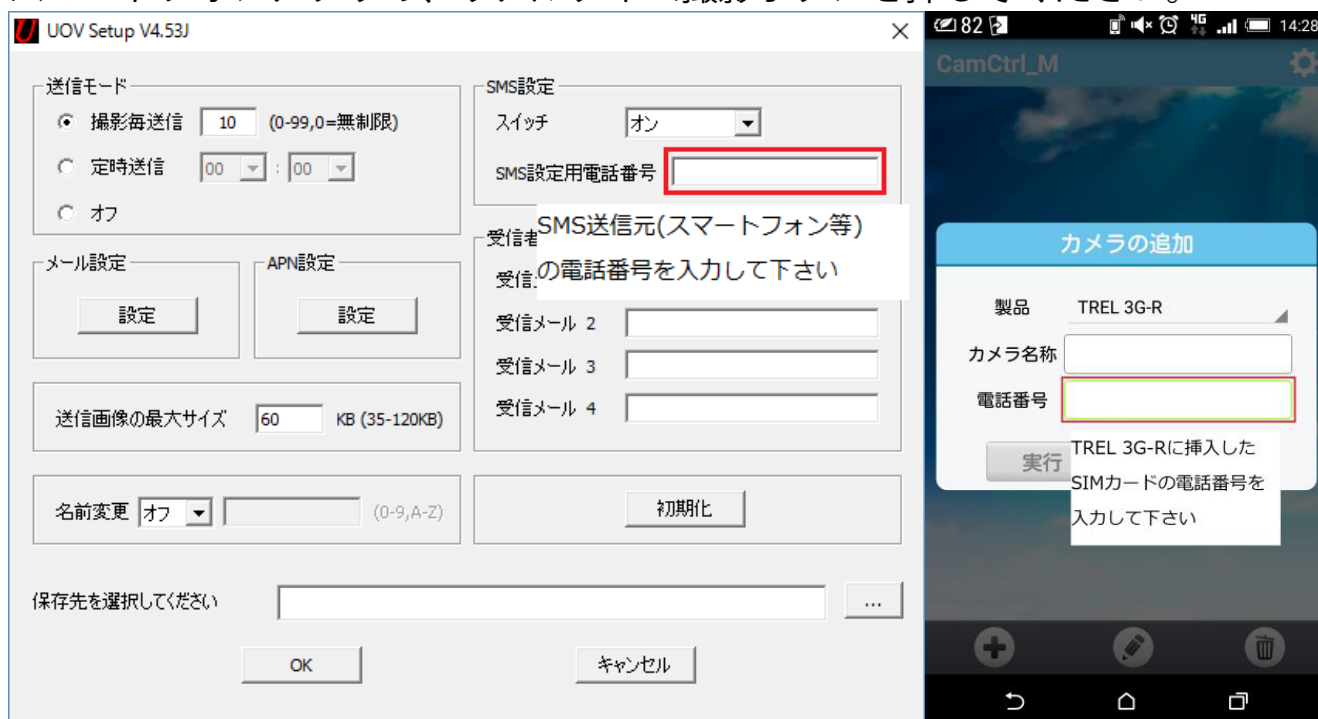 UOV Setup V4.53J
送信モード
撮影毎送信 10 (0-99,0=無制限)
定時送信 00 : 00
オフ
メール設定
設定
APN設定
設定
送信画像の最大サイズ 60 KB (35-120KB)
名前変更 オフ (0-9,A-Z)
SMS設定
スイッチ オン
SMS設定用電話番号
SMS送信元(スマートフォン等)
の電話番号を入力して下さい
受信者
受信
受信メール 2
受信メール 3
受信メール 4
初期化
保存先を選択してください ...
OK キャンセル
82 4G 14:28
CamCtrl_M
カメラの追加
製品 TREL 3G-R
カメラ名称
電話番号
実行
TREL 3G-Rに挿入した
SIMカードの電話番号を
入力して下さい